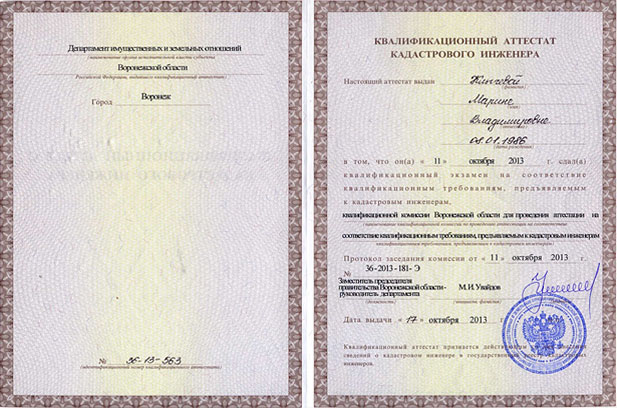 Департамент имущественных и земельных отношений
(наименование органа исполнительной власти субъекта
Воронежской области
Российской Федерации, выдавшего квалификационный аттестат)
Город Воронеж
№ 36-13-563
(идентификационный номер квалификационного аттестата)
КВАЛИФИКАЦИОННЫЙ АТТЕСТАТ
КАДАСТРОВОГО ИНЖЕНЕРА
Настоящий аттестат выдан
(фамилия)
Марине
(имя)
Владимировне
(отчество)
08.01.1986
(дата рождения)
в том, что он(а) « 11 » октября 2013 г. сдал(а)
квалификационный экзамен на соответствие
квалификационным требованиям, предъявляемым
к кадастровым инженерам,
квалификационной комиссии Воронежской области для проведения аттестации на
(наименование квалификационной комиссии по проведению аттестации на соответствие
соответствие квалификационным требованиям, предъявляемым к кадастровым инженерам
квалификационным требованиям, предъявляемым к кадастровым инженерам)
Протокол заседания комиссии от « 11 » октября 2013 г.
№ 36-2013-181- Э
Заместитель председателя
правительства Воронежской области -
руководитель департамента
М.И. Увайдов
(должность)
(инициалы, фамилия)
Дата выдачи « 17 » октября 2013 г.
Квалификационный аттестат признается
сведений о кадастровом инженере в государственный реестр кадастровых
инженеров.